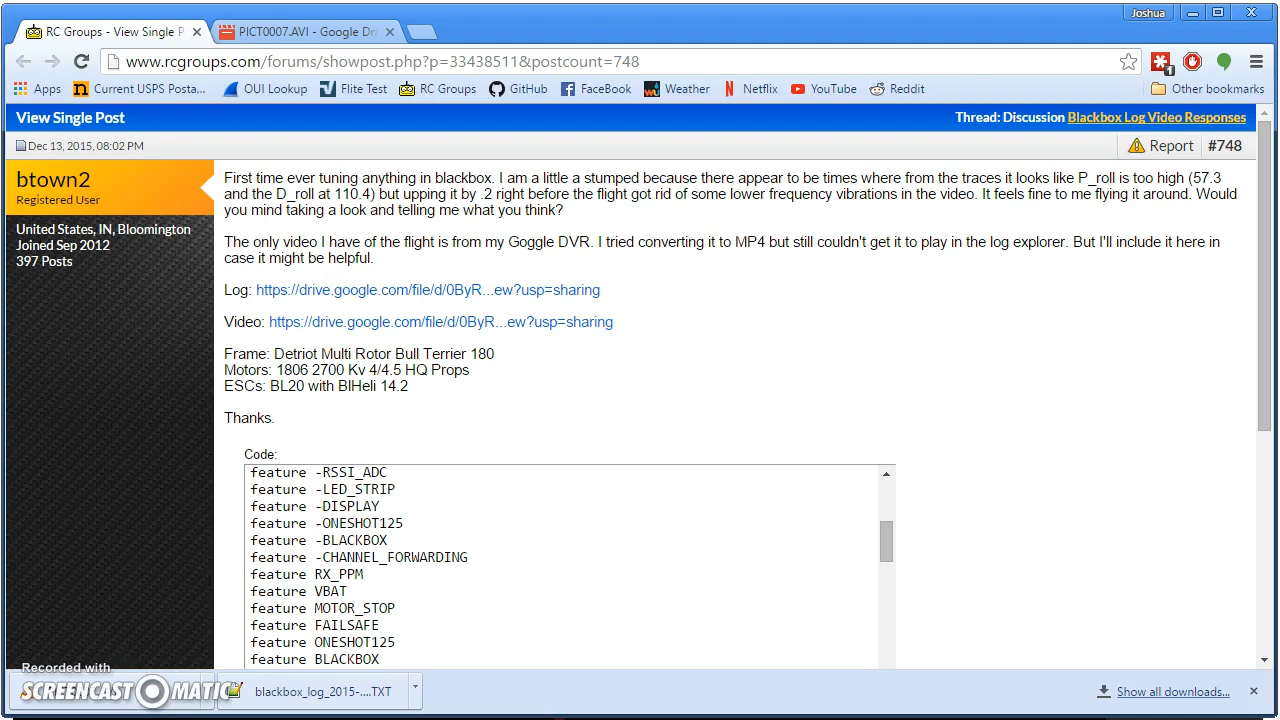 Joshua
RC Groups - View Single P
PICT0007.AVI - Google Dr
www.rcgroups.com/forums/showpost.php?p=33438511&postcount=748
Apps
Current USPS Posta...
OUI Lookup
Flite Test
RC Groups
GitHub
FaceBook
Weather
Netflix
YouTube
Reddit
Other bookmarks
View Single Post
Thread: Discussion Blackbox Log Video Responses
Dec 13, 2015, 08:02 PM
Report #748
btown2
Registered User
United States, IN, Bloomington
Joined Sep 2012
397 Posts
First time ever tuning anything in blackbox. I am a little a stumped because there appear to be times where from the traces it looks like P_roll is too high (57.3
and the D_roll at 110.4) but upping it by .2 right before the flight got rid of some lower frequency vibrations in the video. It feels fine to me flying it around. Would
you mind taking a look and telling me what you think?
The only video I have of the flight is from my Goggle DVR. I tried converting it to MP4 but still couldn't get it to play in the log explorer. But I'll include it here in
case it might be helpful.
Log: https://drive.google.com/file/d/0ByR...ew?usp=sharing
Video: https://drive.google.com/file/d/0ByR...ew?usp=sharing
Frame: Detriot Multi Rotor Bull Terrier 180
Motors: 1806 2700 Kv 4/4.5 HQ Props
ESCs: BL20 with BlHeli 14.2
Thanks.
Code:
feature -RSSI_ADC
feature -LED_STRIP
feature -DISPLAY
feature -ONESHOT125
feature -BLACKBOX
feature -CHANNEL_FORWARDING
feature RX_PPM
feature VBAT
feature MOTOR_STOP
feature FAILSAFE
feature ONESHOT125
feature BLACKBOX
Recorded with
SCREENCAST MATIC
blackbox_log_2015-....TXT
Show all downloads...